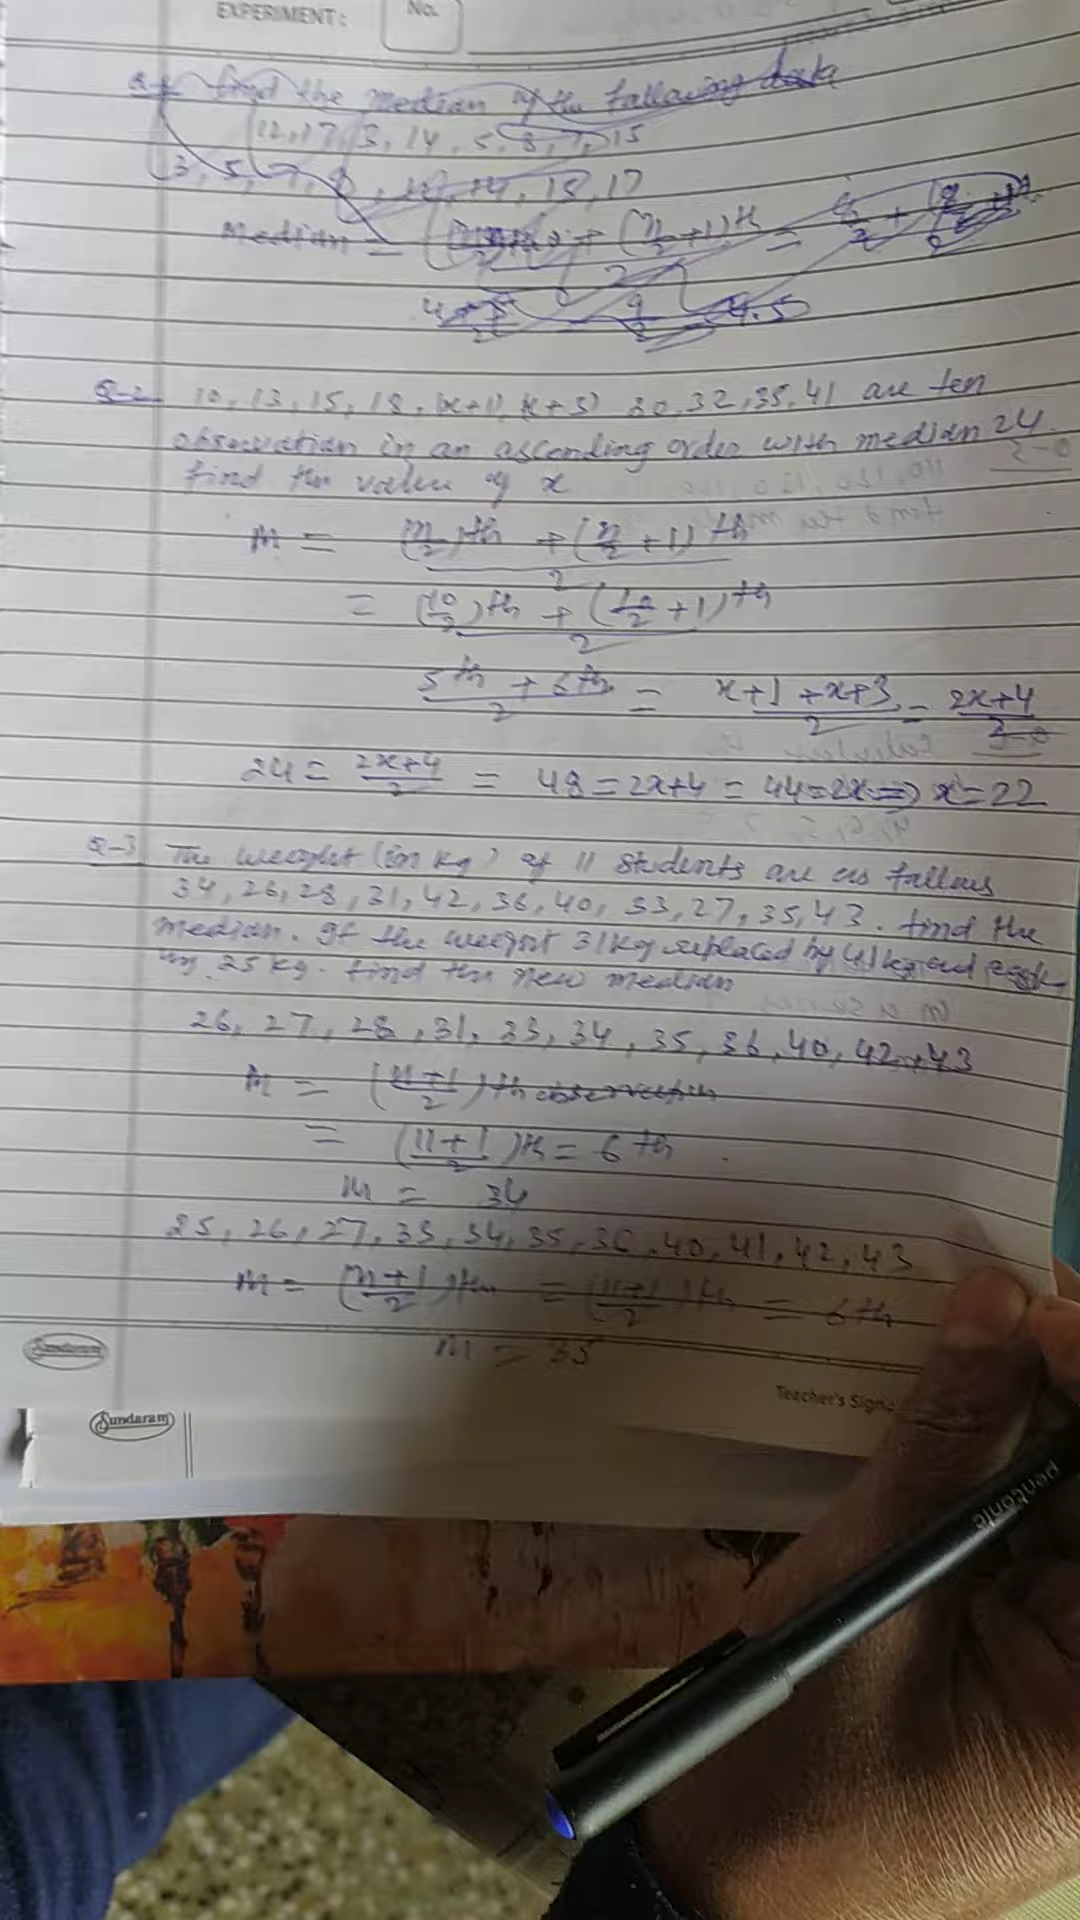 EXPERIMENT:
No.
Q-1 find the median of the following data
12, 17, 3, 14, 5, 8, 7, 15
3, 5, 7, 8, 12, 14, 15, 17
Median =
= 4.5
Q-2 10, 13, 15, 18, (x+1), (x+3) 30, 32, 35, 41 are ten
observation in an ascending order with median 24.
find the value of x
M = (n/2)th + (n/2 + 1)th / 2
= (10/2)th + (10/2 + 1)th / 2
5th + 6th / 2 = x+1 + x+3 / 2 = 2x+4 / 2
24 = 2x+4 / 2 = 48 = 2x+4 = 44 = 2x => x = 22
Q-3 The weight (in kg) of 11 students are as follows
34, 26, 28, 31, 42, 36, 40, 33, 27, 35, 43. find the
median. If the weight 31 kg replaced by 41 kg and
by 25 kg. find the new median
26, 27, 28, 31, 33, 34, 35, 36, 40, 42, 43
M = (n+1 / 2)th observation
= (11+1 / 2)th = 6th
M = 34
25, 26, 27, 33, 34, 35, 36, 40, 41, 42, 43
M = (n+1 / 2)th = (11+1 / 2)th = 6th
M = 35
Sundaram
Teacher's Signa
Sundaram
pentonic